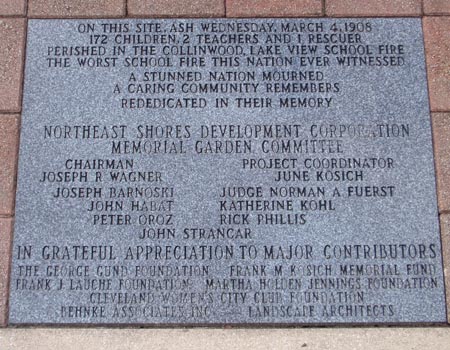 ON THIS SITE, ASH WEDNESDAY, MARCH 4, 1908
172 CHILDREN, 2 TEACHERS AND 1 RESCUER
PERISHED IN THE COLLINWOOD, LAKE VIEW SCHOOL FIRE
THE WORST SCHOOL FIRE THIS NATION EVER WITNESSED
A STUNNED NATION MOURNED
A CARING COMMUNITY REMEMBERS
REDEDICATED IN THEIR MEMORY
NORTHEAST SHORES DEVELOPMENT CORPORATION
MEMORIAL GARDEN COMMITTEE
CHAIRMAN PROJECT COORDINATOR
JOSEPH R WAGNER JUNE KOSICH
JOSEPH BARNOSKI JUDGE NORMAN A FUERST
JOHN HABAT KATHERINE KOHL
PETER OROZ RICK PHILLIS
JOHN STRANCAR
IN GRATEFUL APPRECIATION TO MAJOR CONTRIBUTORS
THE GEORGE GUND FOUNDATION FRANK M KOSICH MEMORIAL FUND
FRANK J LAUCHE FOUNDATION MARTHA HOLDEN JENNINGS FOUNDATION
CLEVELAND WOMEN'S CITY CLUB FOUNDATION
BEHNKE ASSOCIATES INC. LANDSCAPE ARCHITECTS